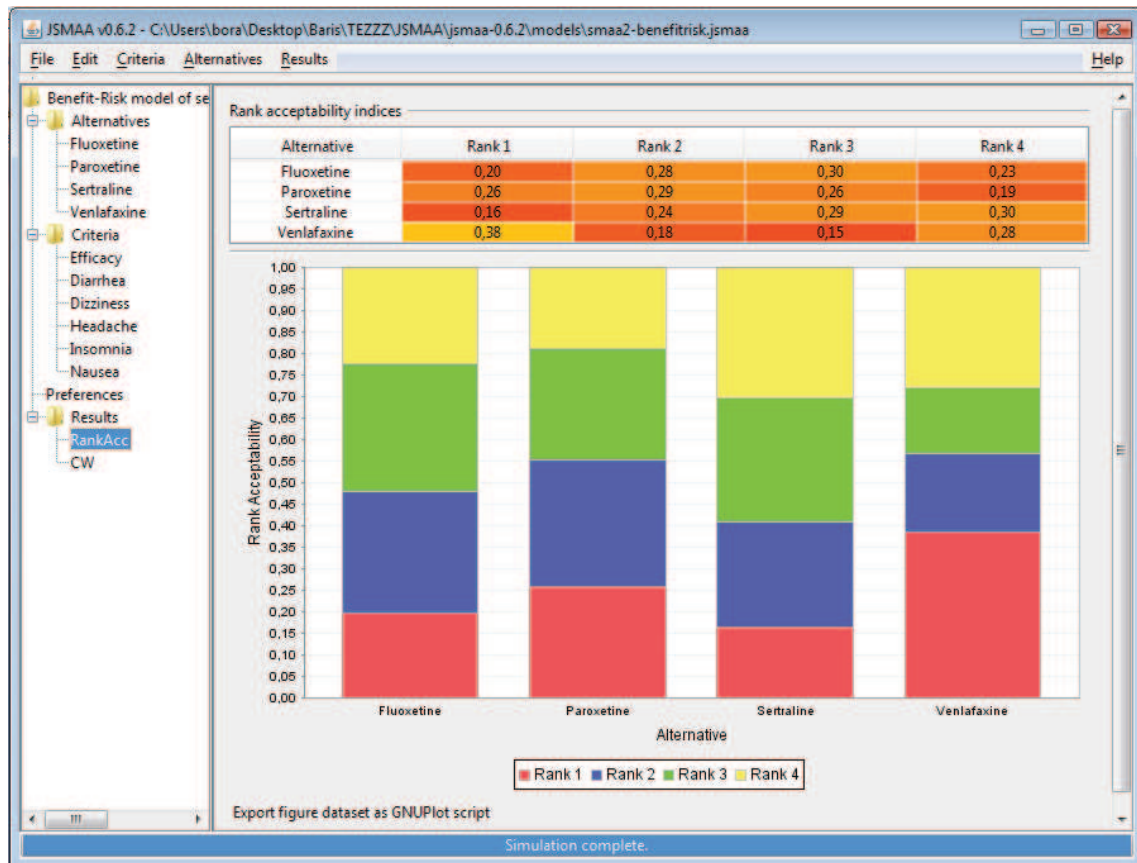 JSMAA v0.6.2 - C:\Users\bora\Desktop\Baris\TEZZZ\JSMAA\jsmaa-0.6.2\models\smaa2-benefitrisk.jsmaa
File Edit Criteria Alternatives Results Help
Benefit-Risk model of se
Alternatives
Fluoxetine
Paroxetine
Sertraline
Venlafaxine
Criteria
Efficacy
Diarrhea
Dizziness
Headache
Insomnia
Nausea
Preferences
Results
RankAcc
CW
Rank acceptability indices
Alternative Rank 1 Rank 2 Rank 3 Rank 4
Fluoxetine 0,20 0,28 0,30 0,23
Paroxetine 0,26 0,29 0,26 0,19
Sertraline 0,16 0,24 0,29 0,30
Venlafaxine 0,38 0,18 0,15 0,28
1,00
0,95
0,90
0,85
0,80
0,75
0,70
0,65
0,60
0,55
0,50
0,45
0,40
0,35
0,30
0,25
0,20
0,15
0,10
0,05
0,00
Rank Acceptability
Fluoxetine Paroxetine Sertraline Venlafaxine
Alternative
Rank 1 Rank 2 Rank 3 Rank 4
Export figure dataset as GNUPlot script
Simulation complete.